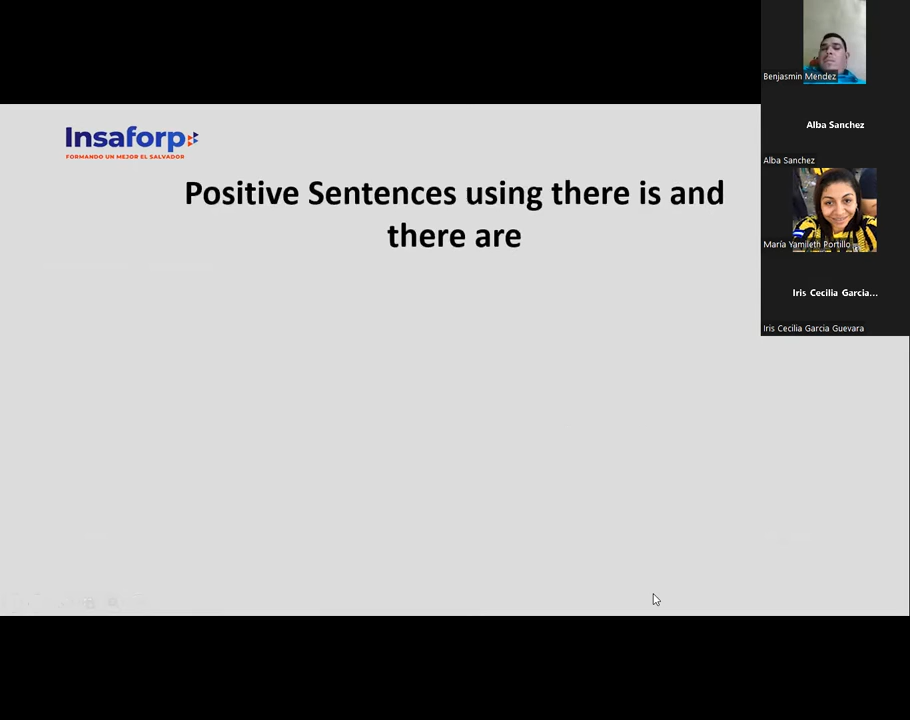 Insaforp
FORMANDO UN MEJOR EL SALVADOR
Positive Sentences using there is and
there are
Benjasmin Mendez
Alba Sanchez
Alba Sanchez
María Yamileth Portillo
Iris Cecilia Garcia...
Iris Cecilia Garcia Guevara